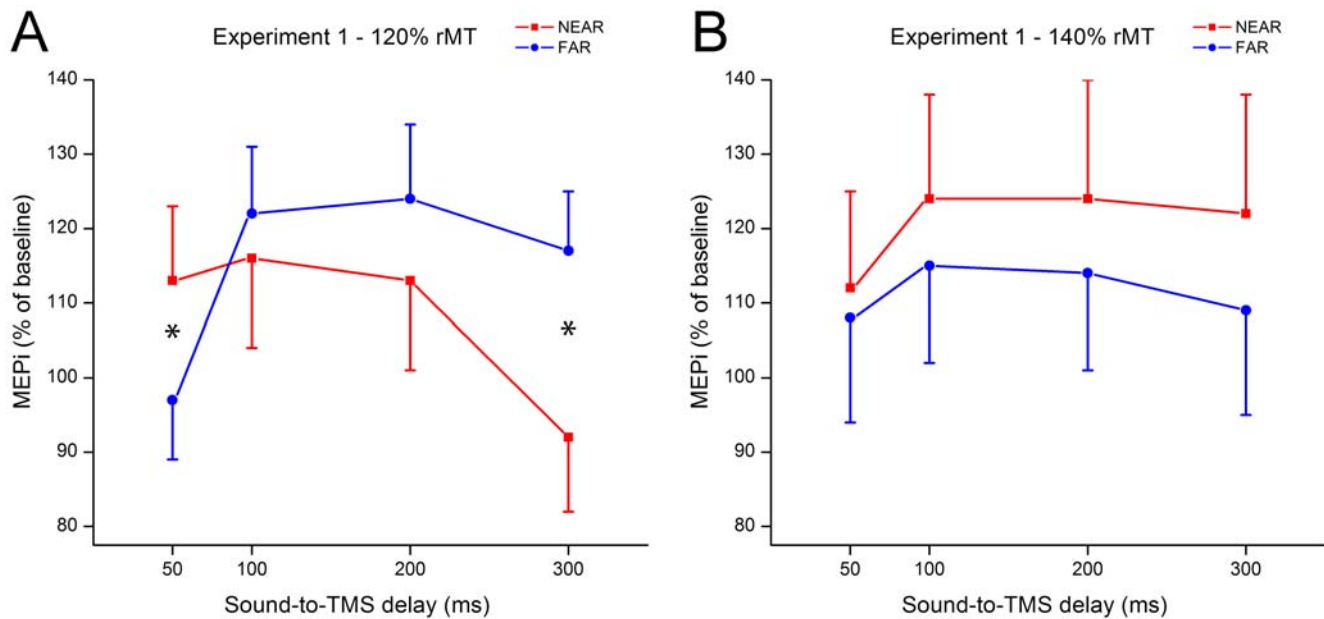 A
Experiment 1 - 120% rMT
NEAR
FAR
MEPi (% of baseline)
140
130
120
110
100
90
80
*
*
50
100
200
300
Sound-to-TMS delay (ms)
B
Experiment 1 - 140% rMT
NEAR
FAR
MEPi (% of baseline)
140
130
120
110
100
90
80
50
100
200
300
Sound-to-TMS delay (ms)